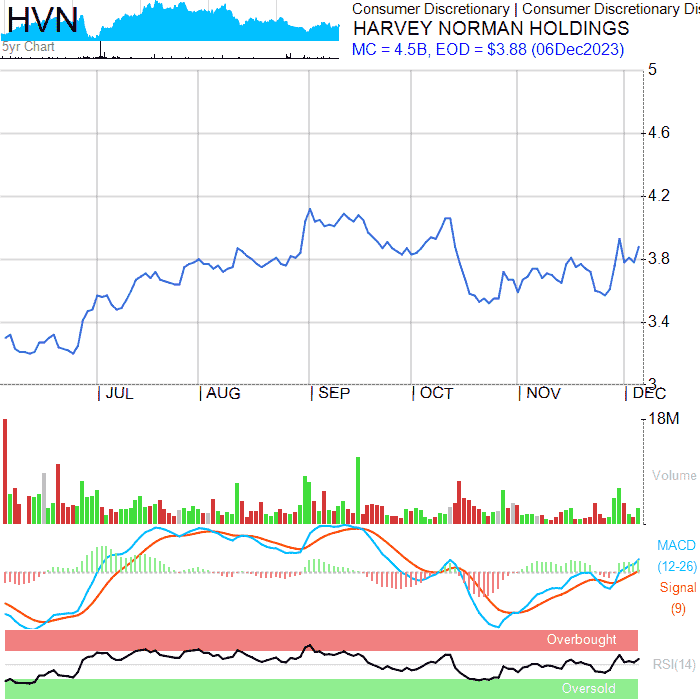 HVN
5yr Chart
Consumer Discretionary | Consumer Discretionary Dis
HARVEY NORMAN HOLDINGS
MC = 4.5B, EOD = $3.88 (06Dec2023)
5
4.6
4.2
3.8
3.4
3
|JUL |AUG |SEP |OCT |NOV |DEC
18M
Volume
MACD
(12-26)
Signal
(9)
Overbought
RSI(14)
Oversold